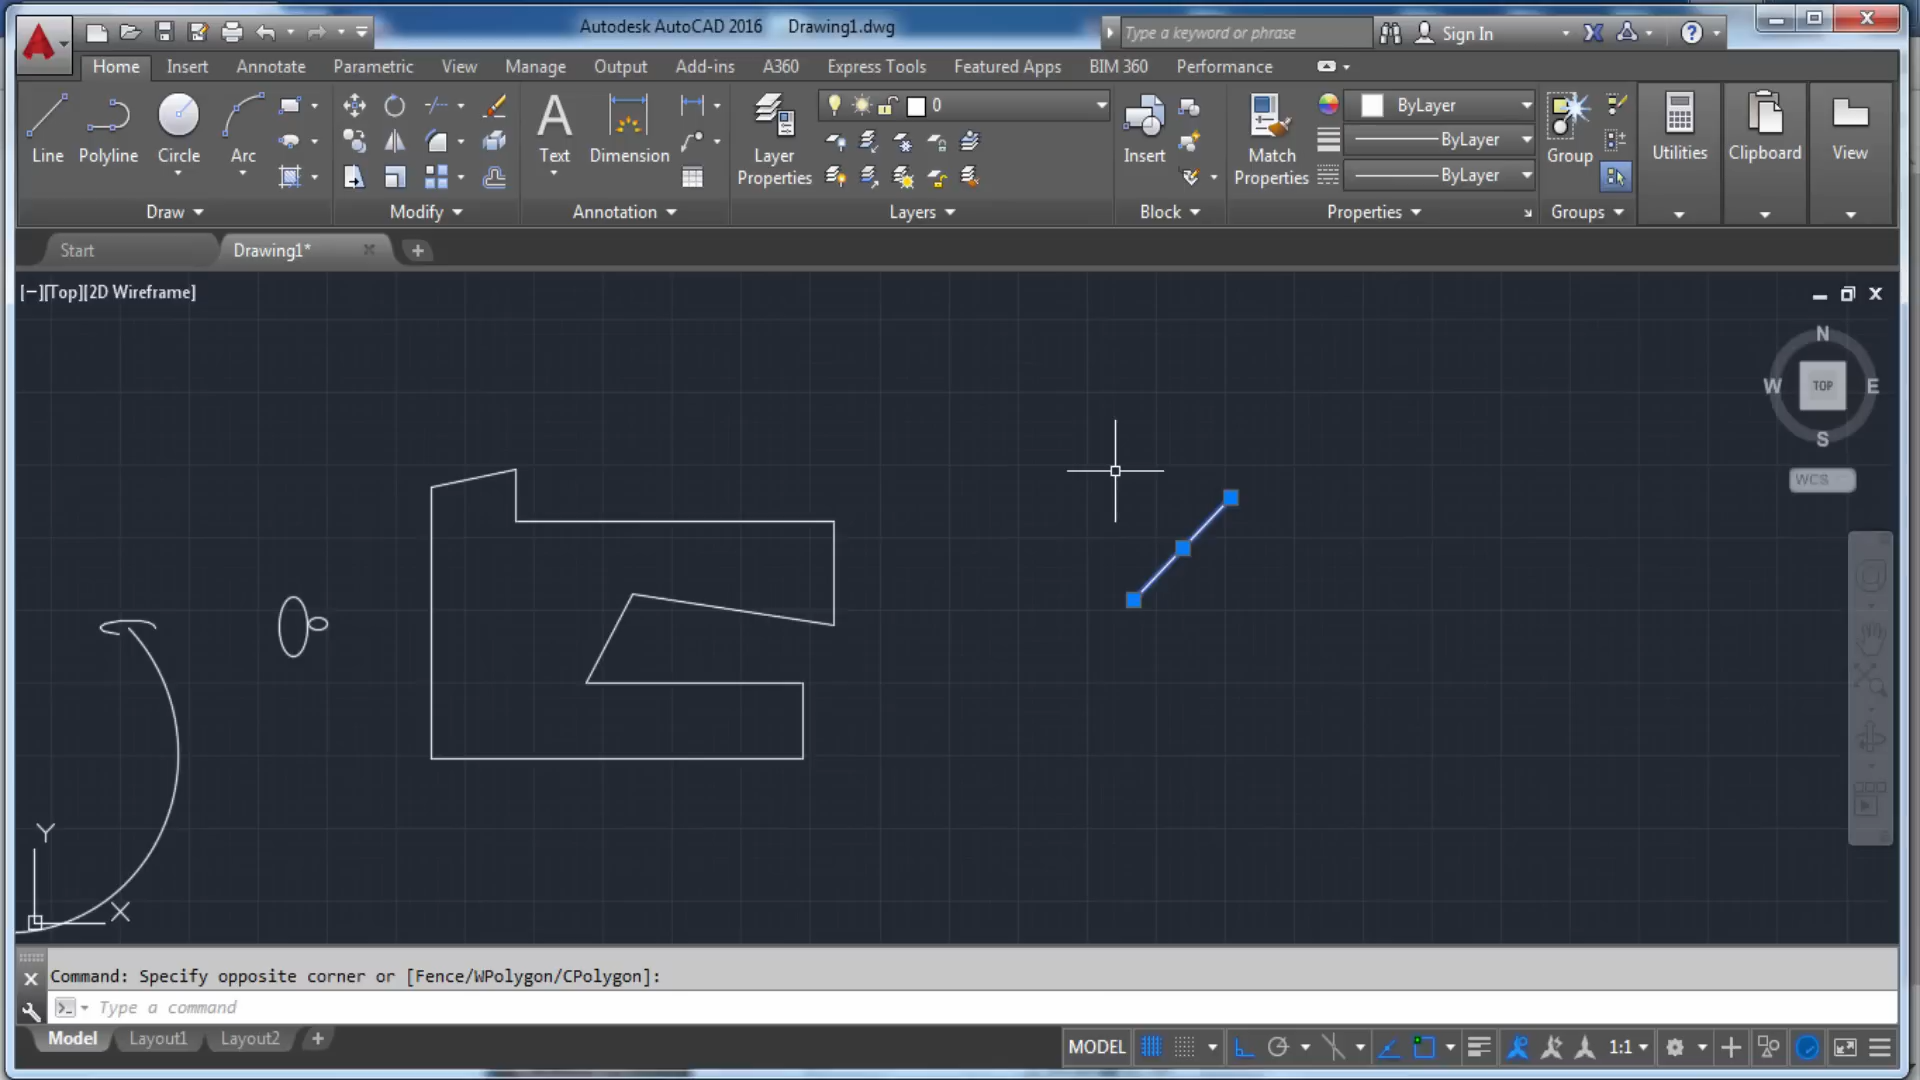 Autodesk AutoCAD 2016 Drawing1.dwg
Type a keyword or phrase
Sign In
Home Insert Annotate Parametric View Manage Output Add-ins A360 Express Tools Featured Apps BIM 360 Performance
0
ByLayer
ByLayer
ByLayer
Line Polyline Circle Arc
Text Dimension
Layer Properties
Insert
Match Properties
Group
Utilities Clipboard View
Draw Modify Annotation Layers Block Properties Groups
Start Drawing1*
[−][Top][2D Wireframe]
N
W TOP E
S
WCS
Y
X
Command: Specify opposite corner or [Fence/WPolygon/CPolygon]:
Type a command
Model Layout1 Layout2
MODEL 1:1